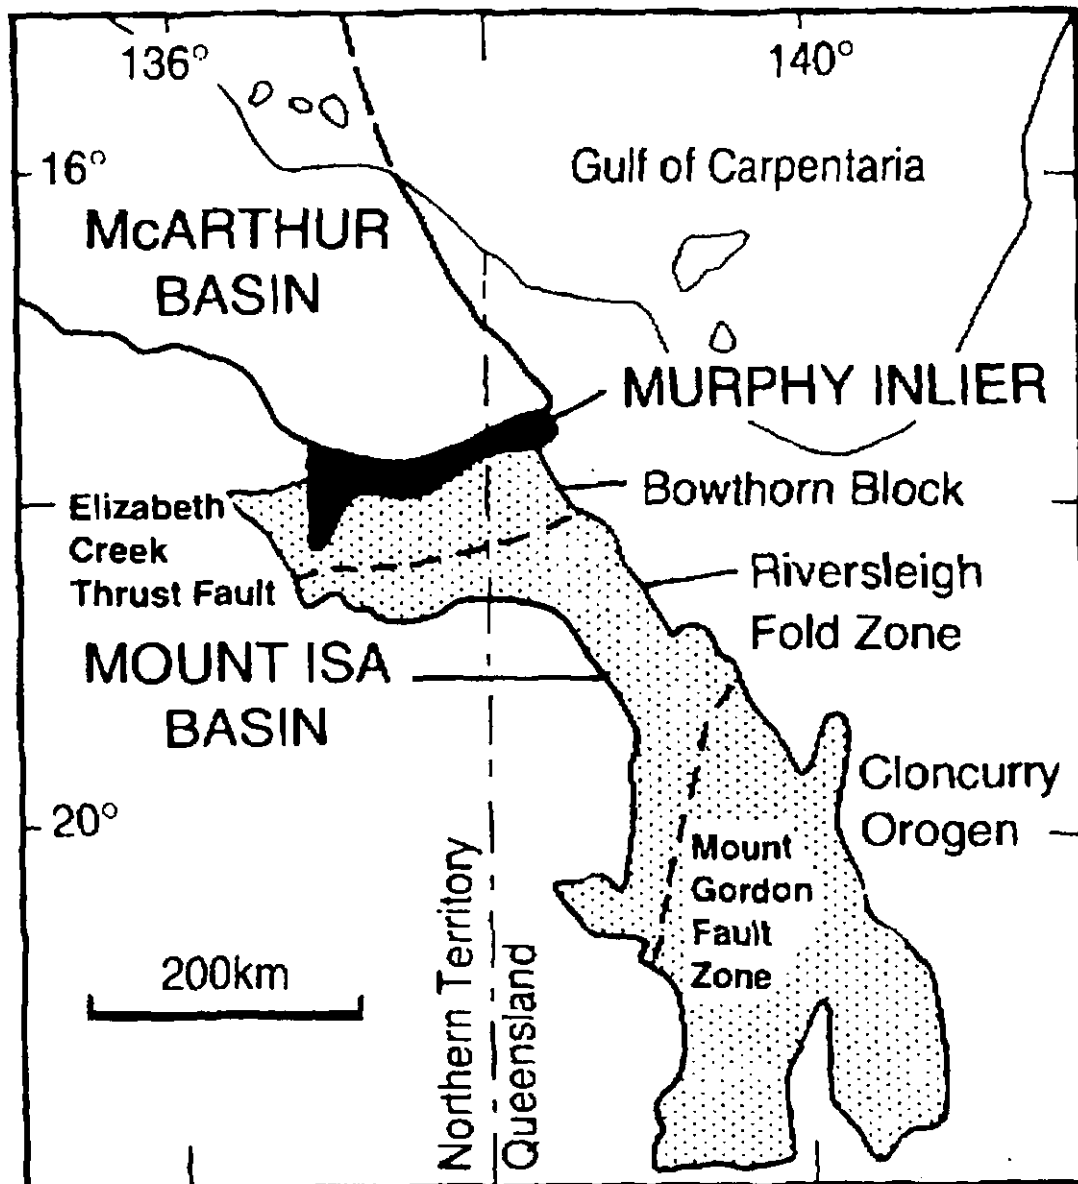 136°
140°
16°
Gulf of Carpentaria
McARTHUR
BASIN
MURPHY INLIER
Bowthorn Block
Elizabeth
Creek
Thrust Fault
Riversleigh
Fold Zone
MOUNT ISA
BASIN
Cloncurry
Orogen
20°
Mount
Gordon
Fault
Zone
200km
Northern Territory
Queensland